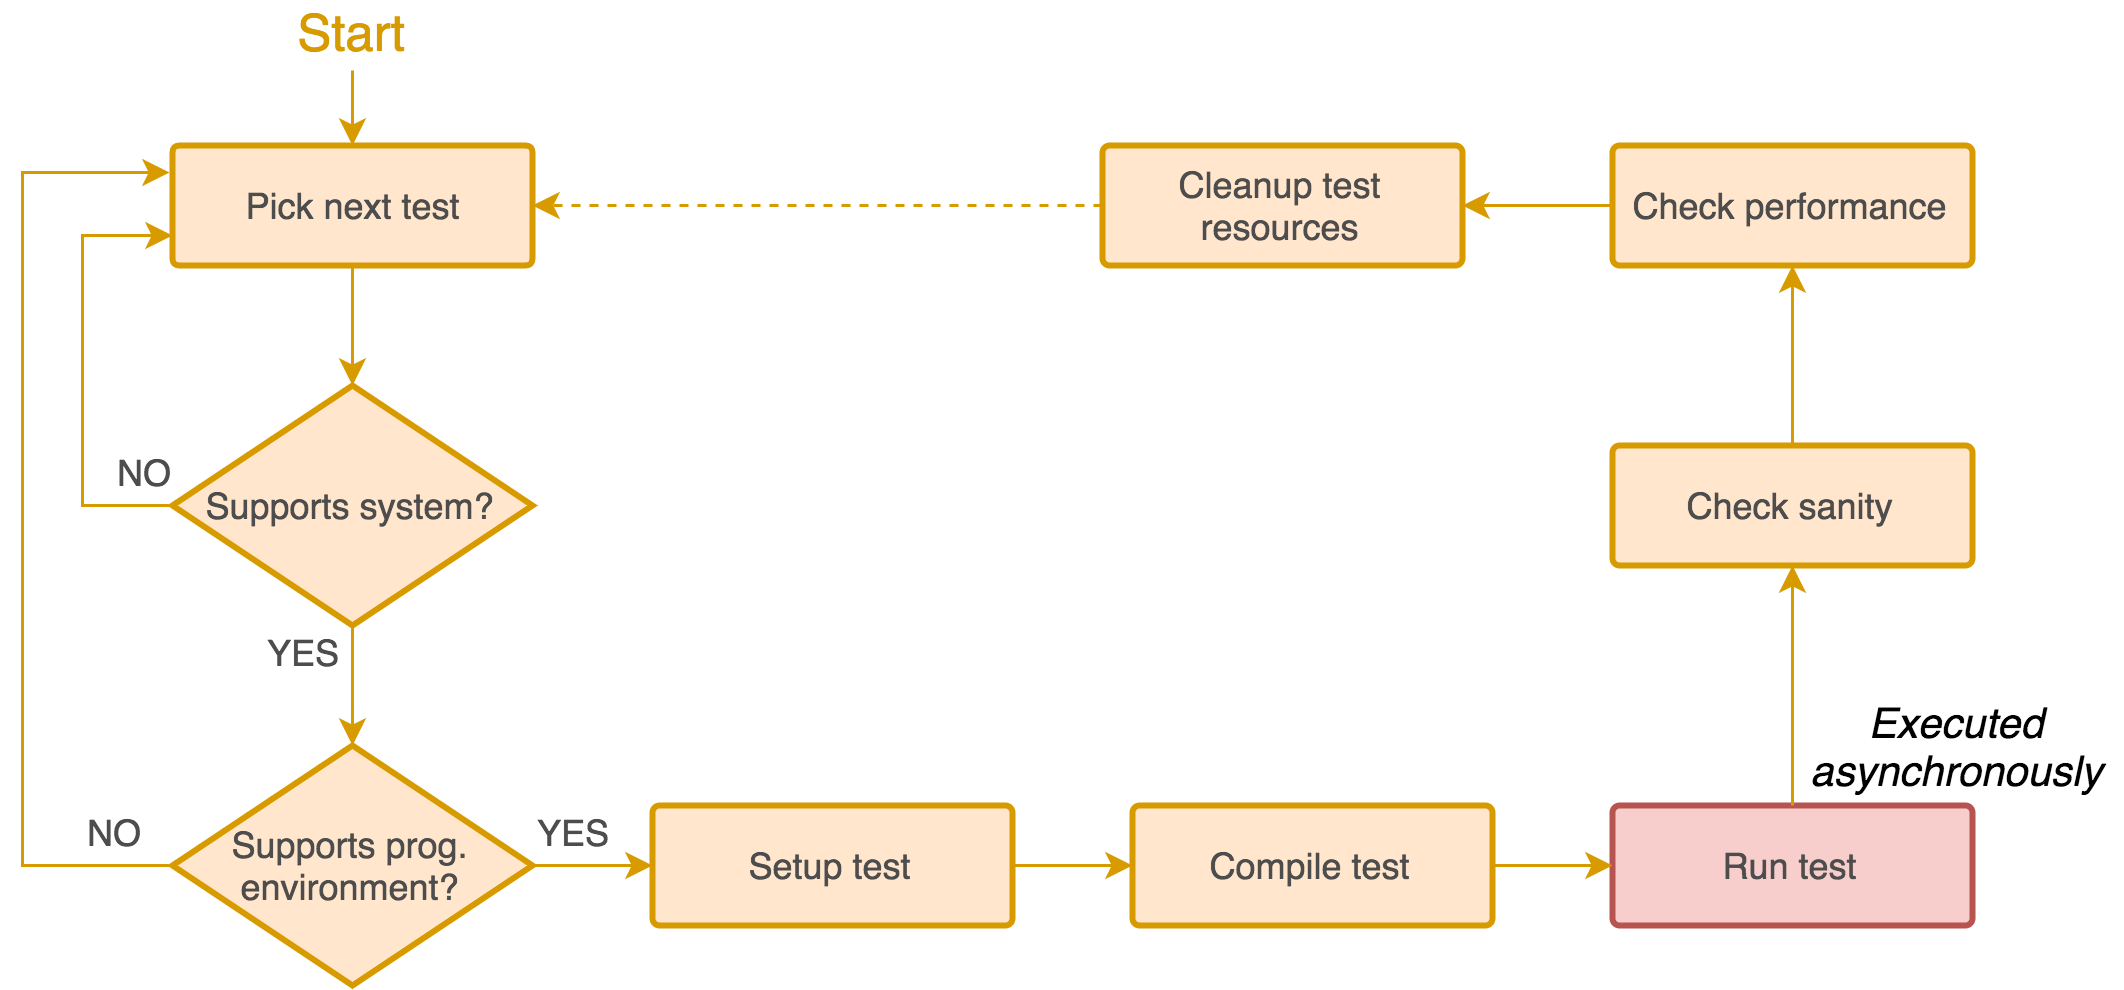 Start
Pick next test
Cleanup test
resources
Check performance
NO
Supports system?
Check sanity
YES
Executed
asynchronously
NO
Supports prog.
environment?
YES
Setup test
Compile test
Run test